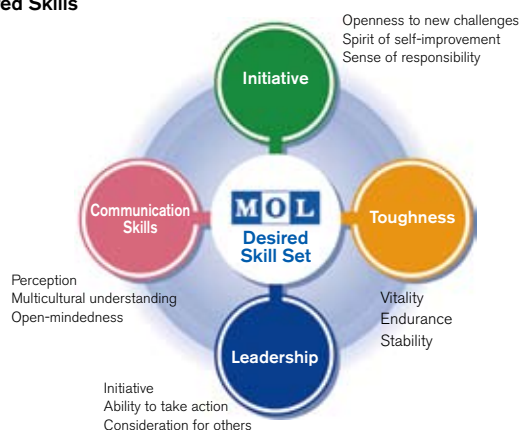 ed Skills
Openness to new challenges
Spirit of self-improvement
Sense of responsibility
Initiative
Communication
Skills
MOL
Desired
Skill Set
Toughness
Perception
Multicultural understanding
Open-mindedness
Vitality
Endurance
Stability
Leadership
Initiative
Ability to take action
Consideration for others